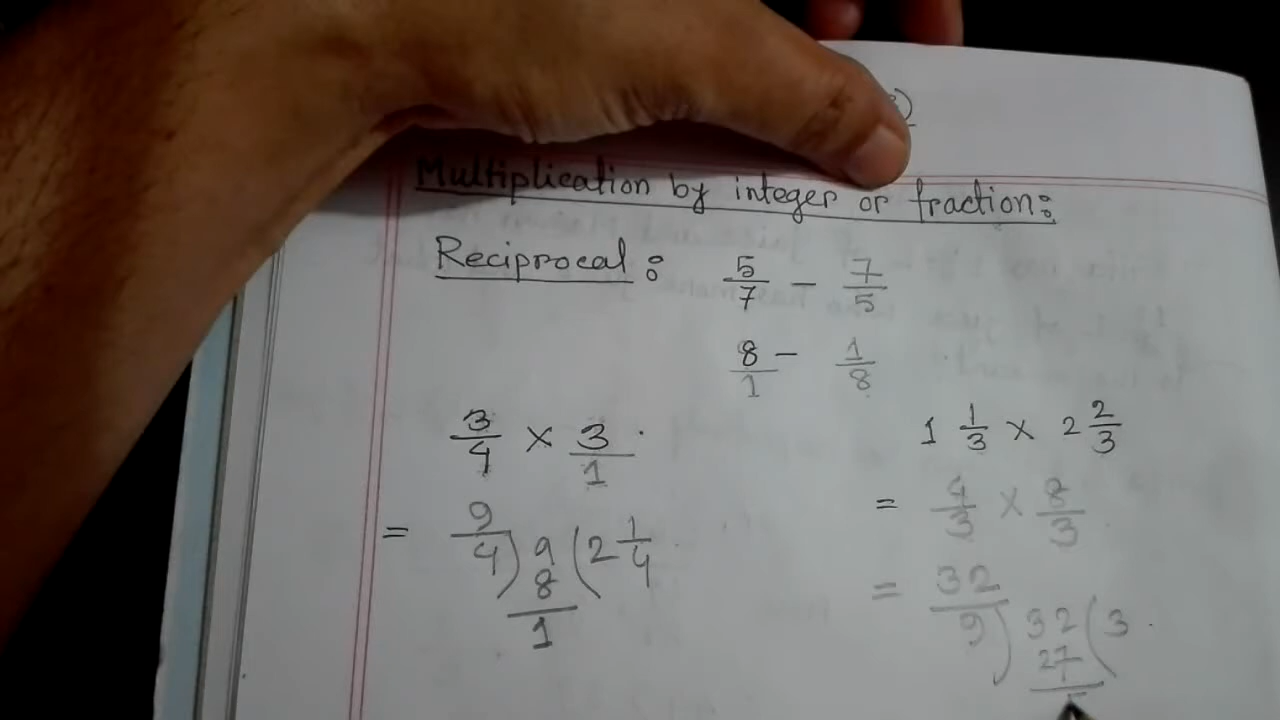 Multiplication by integer or fraction:
Reciprocal: 5/7 – 7/5
8/1 – 1/8
3/4 × 3/1 .
= 9/4 ) 9 ( 2 1/4
8
1
1 1/3 × 2 2/3
= 4/3 × 8/3
= 32/9 ) 32 ( 3 .
27
5